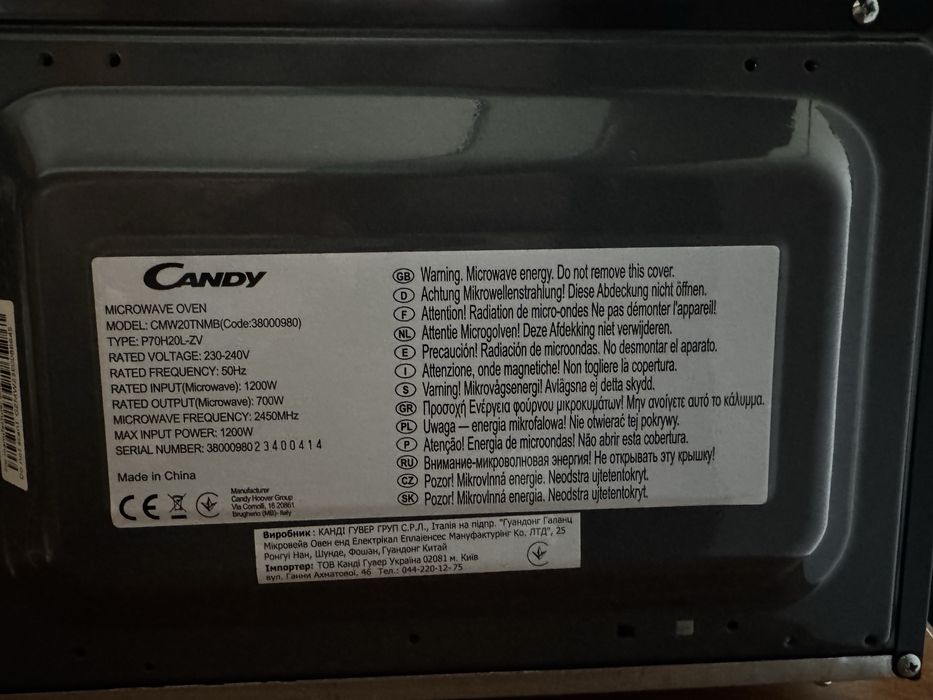 CANDY
MICROWAVE OVEN
MODEL: CMW20TNMB(Code:38000980)
TYPE: P70H20L-ZV
RATED VOLTAGE: 230-240V
RATED FREQUENCY: 50Hz
RATED INPUT(Microwave): 1200W
RATED OUTPUT(Microwave): 700W
MICROWAVE FREQUENCY: 2450MHz
MAX INPUT POWER: 1200W
SERIAL NUMBER: 38000980 2 3 4 0 0 4 1 4
Made in China
CE
Manufacturer
Candy Hoover Group
Via Comolli, 16 20861
Brugherio (MB)- Italy
GB Warning. Microwave energy. Do not remove this cover.
D Achtung Mikrowellenstrahlung! Diese Abdeckung nicht öffnen.
F Attention! Radiation de micro-ondes Ne pas démonter l'appareil!
NL Attentie Microgolven! Deze Afdekking niet verwijderen.
E Precaución! Radiación de microondas. No desmontar el aparato.
I Attenzione, onde magnetiche! Non togliere la copertura.
S Varning! Mikrovågsenergi! Avlägsna ej detta skydd.
GR Προσοχή Ενέργεια φούρνου μικροκυμάτων! Μην ανοίγετε αυτό το κάλυμμα.
PL Uwaga — energia mikrofalowa! Nie otwierać tej pokrywy.
P Atenção! Energia de microondas! Não abrir esta cobertura.
RU Внимание-микроволновая энергия! Не открывать эту крышку!
CZ Pozor! Mikrovlnná energie. Neodstra ujtetentokryt.
SK Pozor! Mikrovlnná energie. Neodstra ujtetentokryt.
Виробник: КАНДІ ГУВЕР ГРУП С.Р.Л., Італія на підпр. "Гуандонг Галанц
Мікровейв Овен енд Електрікал Еплаіенсес Мануфактурінг Ко. ЛТД", 25
Ронгуі Нан, Шунде, Фошан, Гуандонг Китай
Імпортер: ТОВ Канді Гувер Україна 02081 м. Київ
вул. Ганни Ахматової, 46 Тел.: 044-220-12-75